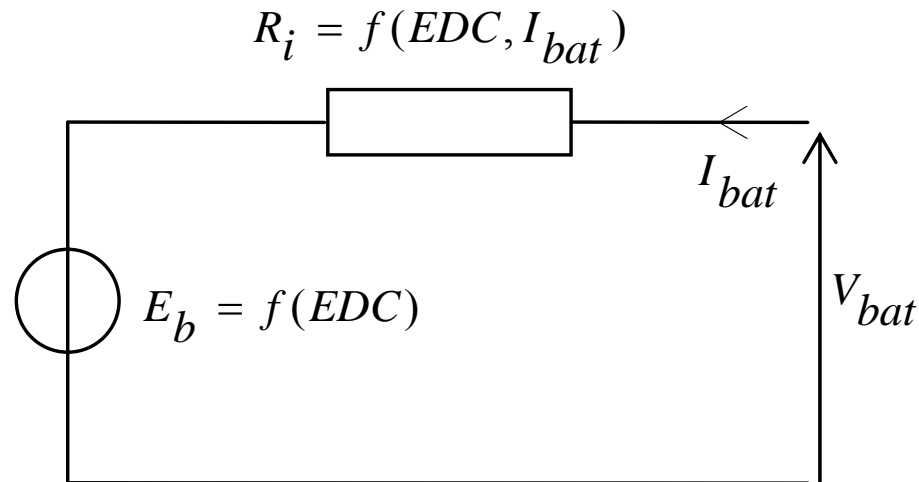 R_i = f(EDC, I_bat)
I_bat
E_b = f(EDC)
V_bat